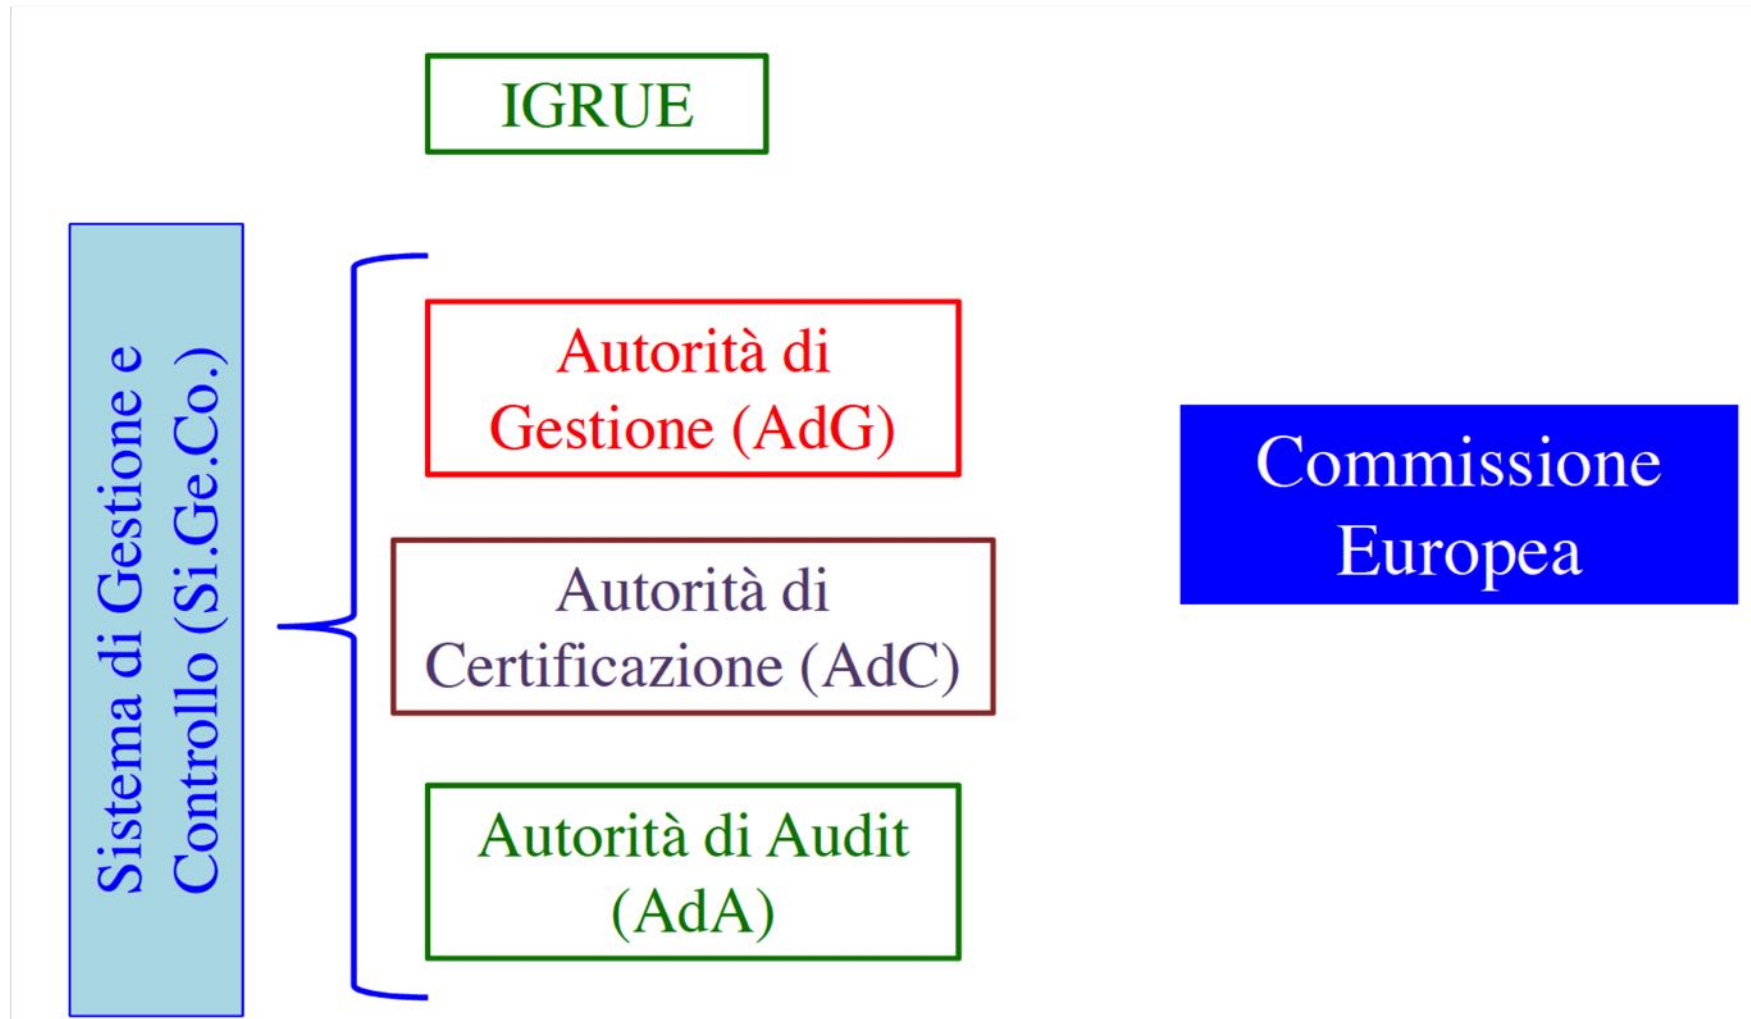 IGRUE
Sistema di Gestione e
Controllo (Si.Ge.Co.)
Autorità di
Gestione (AdG)
Autorità di
Certificazione (AdC)
Autorità di Audit
(AdA)
Commissione
Europea